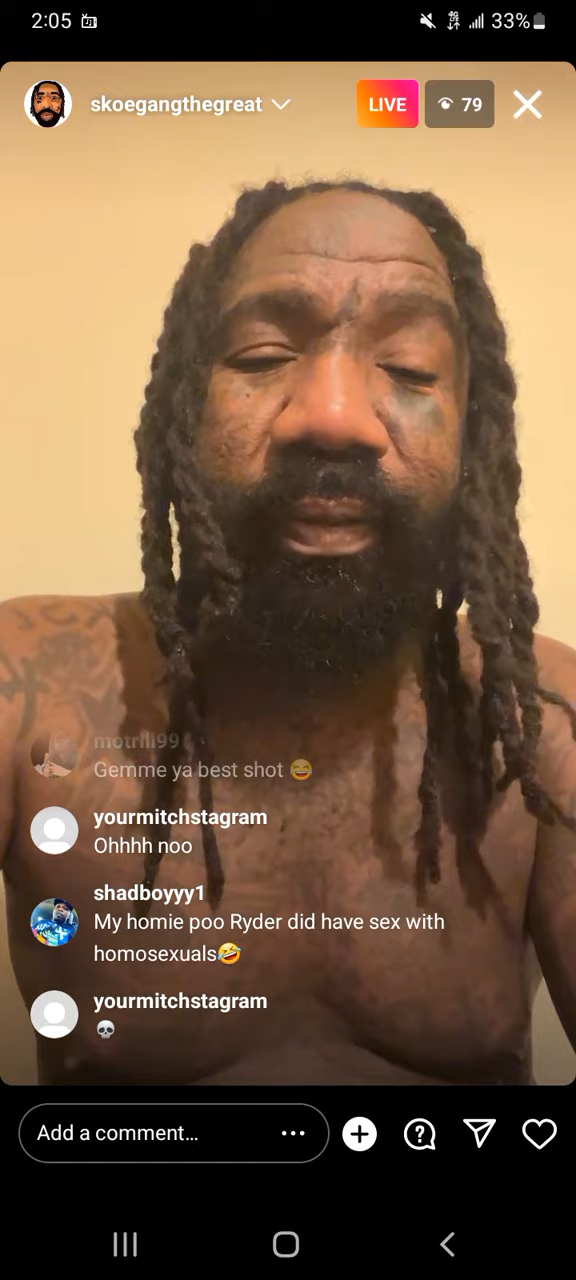 2:05
33%
skoegangthegreat
LIVE
79
motrill99
Gemme ya best shot 😂
yourmitchstagram
Ohhhh noo
shadboyyy1
My homie poo Ryder did have sex with
homosexuals🤣
yourmitchstagram
💀
Add a comment...